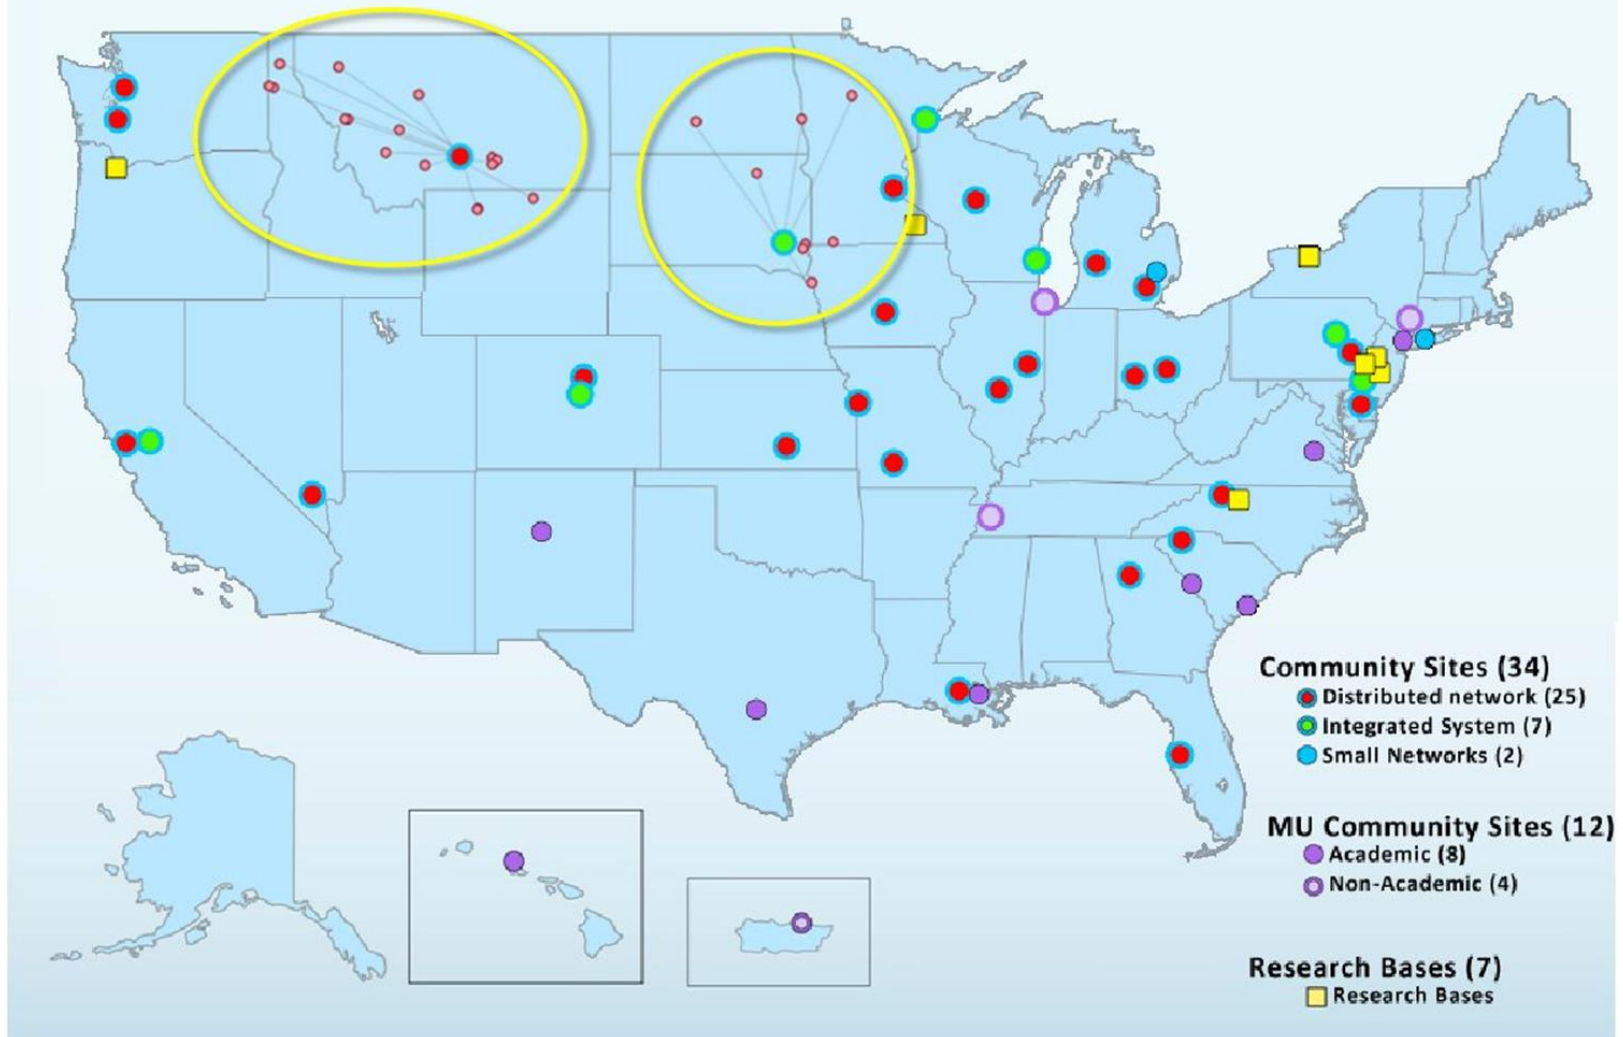 Community Sites (34)
Distributed network (25)
Integrated System (7)
Small Networks (2)
MU Community Sites (12)
Academic (8)
Non-Academic (4)
Research Bases (7)
Research Bases